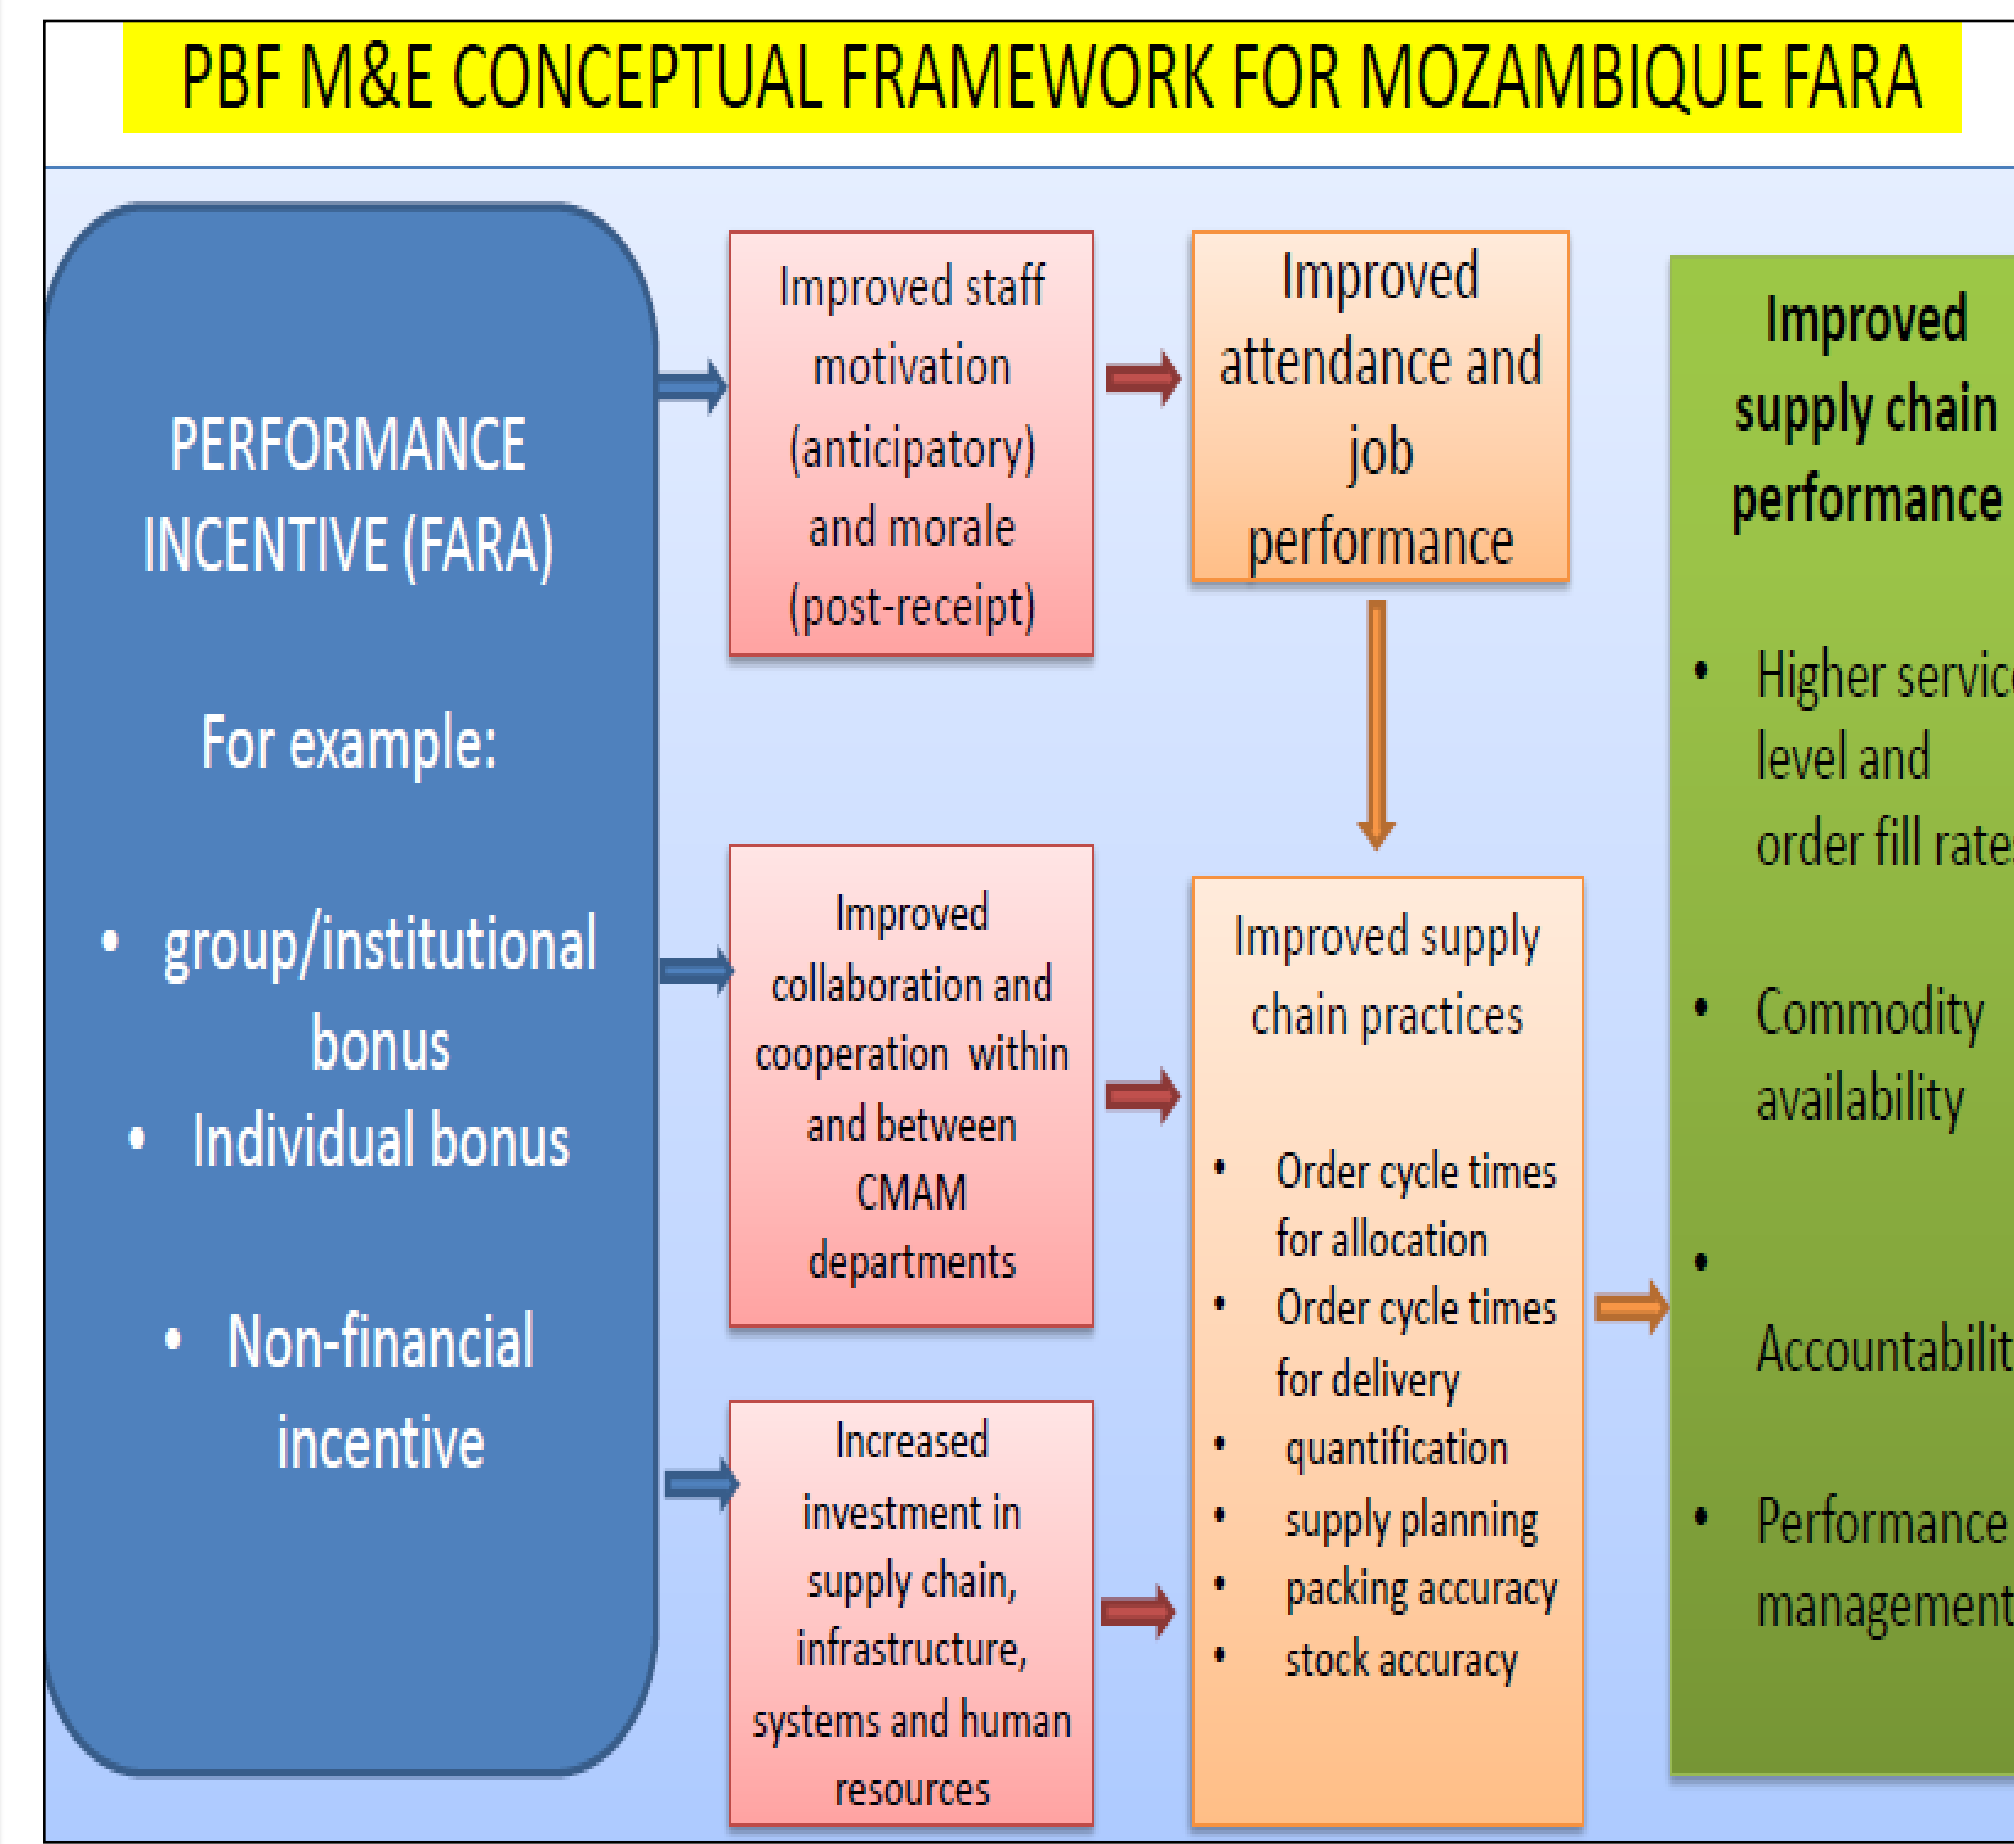 PBF M&E CONCEPTUAL FRAMEWORK FOR MOZAMBIQUE FARA
PERFORMANCE
INCENTIVE (FARA)
For example:
• group/institutional
bonus
• Individual bonus
• Non-financial
incentive
Improved staff
motivation
(anticipatory)
and morale
(post-receipt)
Improved
collaboration and
cooperation within
and between
CMAM
departments
Increased
investment in
supply chain,
infrastructure,
systems and human
resources
Improved
attendance and
job
performance
Improved supply
chain practices
• Order cycle times
for allocation
• Order cycle times
for delivery
• quantification
• supply planning
• packing accuracy
• stock accuracy
Improved
supply chain
performance
• Higher service
level and
order fill rates
• Commodity
availability
•
Accountabilit
• Performance
management